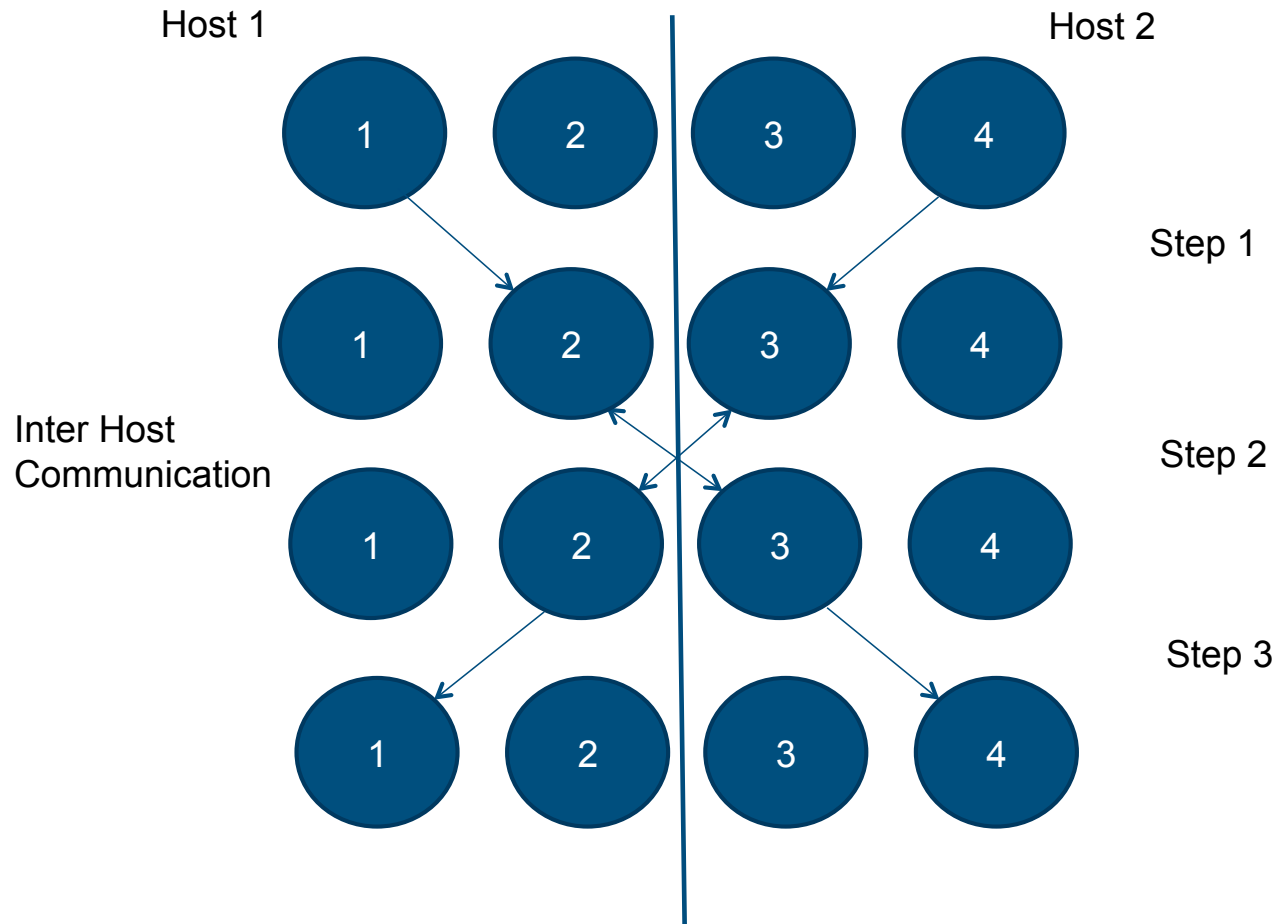 Host 1
Host 2
1 2 3 4
Step 1
1 2 3 4
Inter Host
Communication
Step 2
1 2 3 4
Step 3
1 2 3 4